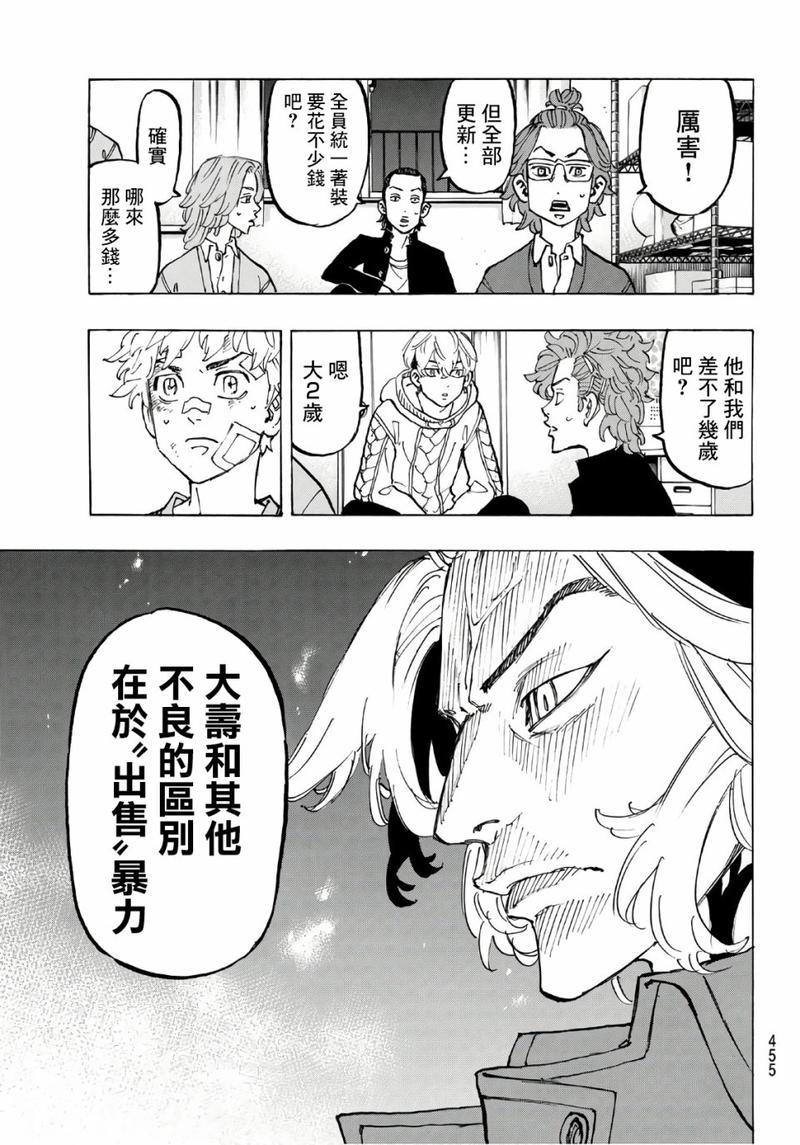 厲害！
但全部
更新…
全員統一著裝
要花不少錢
吧？
確實
哪來
那麼多錢…
他和我們
差不了幾歲
吧？
嗯
大2歲
大壽和其他
不良的區別
在於〝出售〞暴力
455